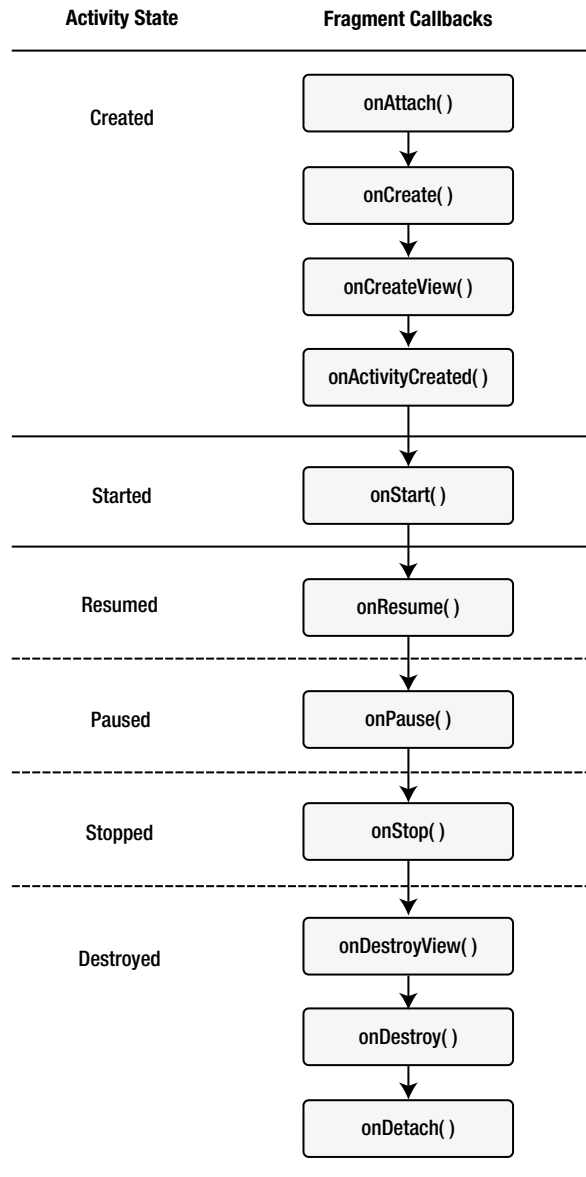 Activity State Fragment Callbacks
Created
onAttach( )
onCreate( )
onCreateView( )
onActivityCreated( )
Started
onStart( )
Resumed
onResume( )
Paused
onPause( )
Stopped
onStop( )
Destroyed
onDestroyView( )
onDestroy( )
onDetach( )